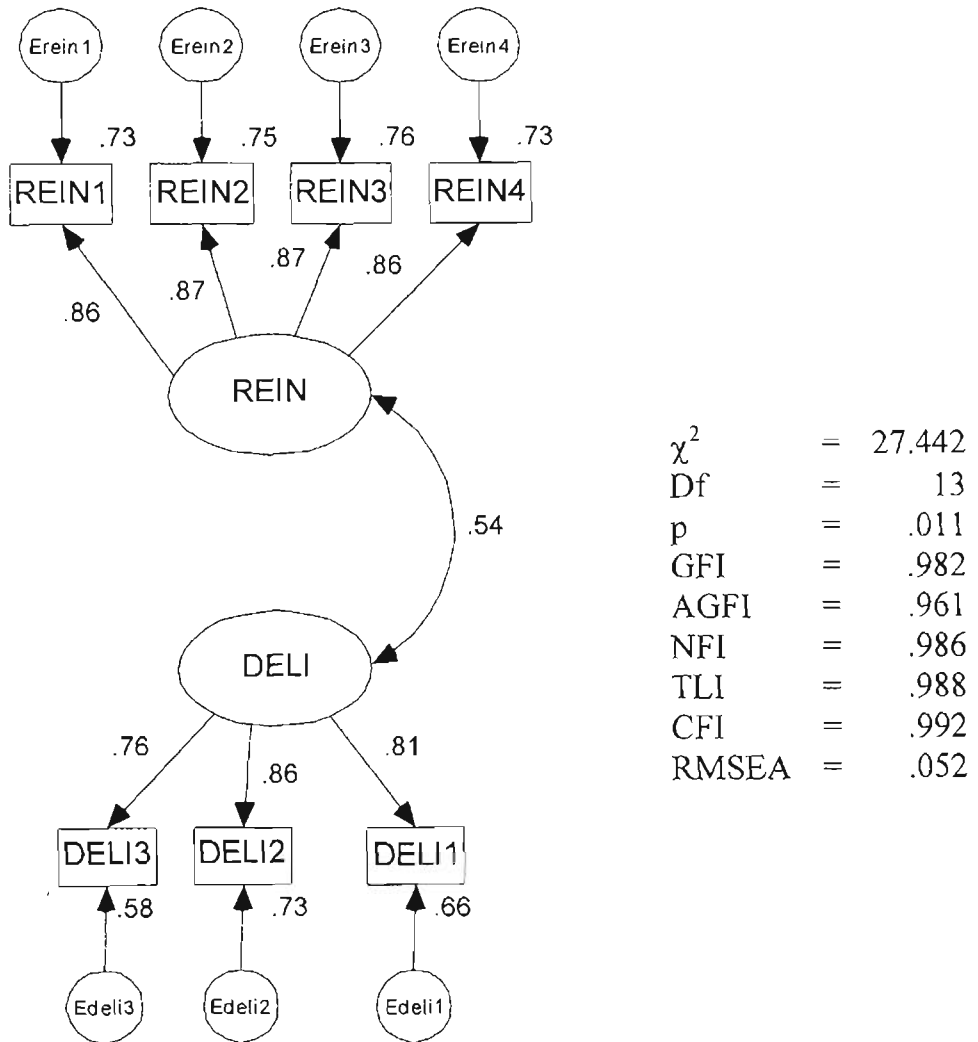 Erein1 Erein2 Erein3 Erein4
.73 .75 .76 .73
REIN1 REIN2 REIN3 REIN4
.86 .87 .87 .86
REIN
.54
DELI
.76 .86 .81
DELI3 DELI2 DELI1
.58 .73 .66
Edeli3 Edeli2 Edeli1
χ² = 27.442
Df = 13
p = .011
GFI = .982
AGFI = .961
NFI = .986
TLI = .988
CFI = .992
RMSEA = .052